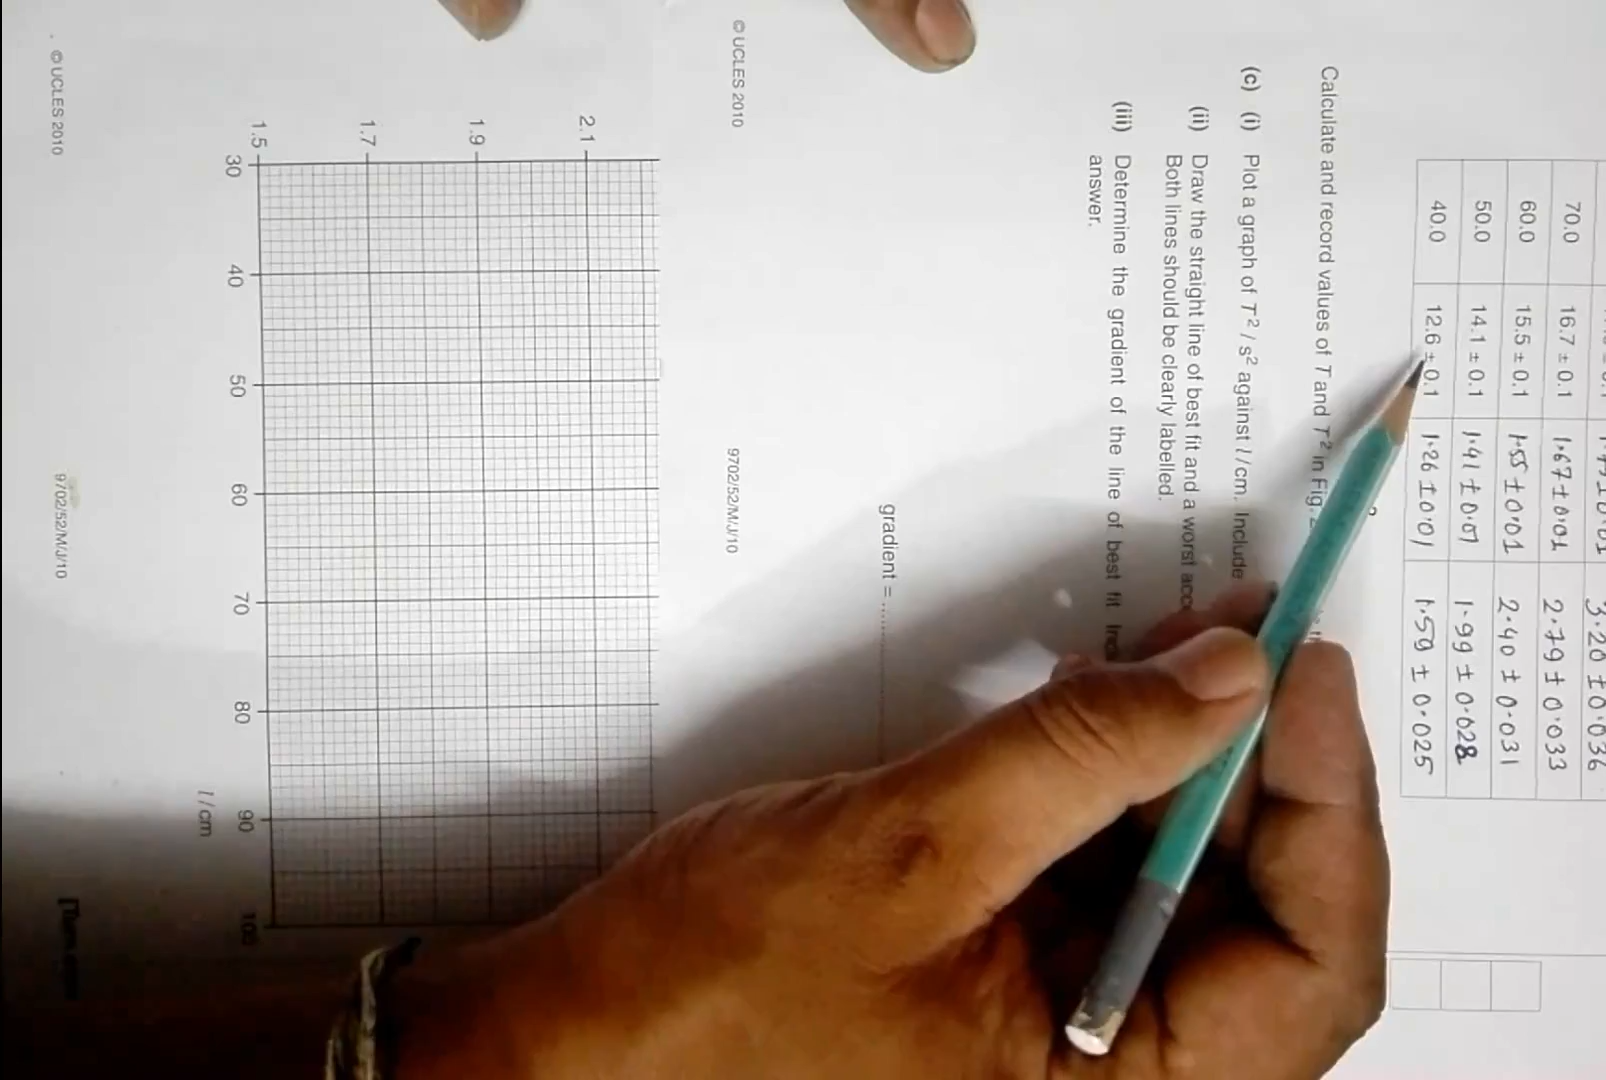 3.20 ± 0.036
70.0 16.7 ± 0.1 1.67 ± 0.01 2.79 ± 0.033
60.0 15.5 ± 0.1 1.55 ± 0.01 2.40 ± 0.031
50.0 14.1 ± 0.1 1.41 ± 0.01 1.99 ± 0.028
40.0 12.6 ± 0.1 1.26 ± 0.01 1.59 ± 0.025
Calculate and record values of T and T² in Fig.
(c) (i) Plot a graph of T² / s² against l / cm. Include
(ii) Draw the straight line of best fit and a worst
Both lines should be clearly labelled.
(iii) Determine the gradient of the line of best fit
answer.
gradient = ..........
© UCLES 2010 9702/52/M/J/10
2.1
1.9
1.7
1.5
30 40 50 60 70 80 90 100
l / cm
© UCLES 2010 9702/52/M/J/10